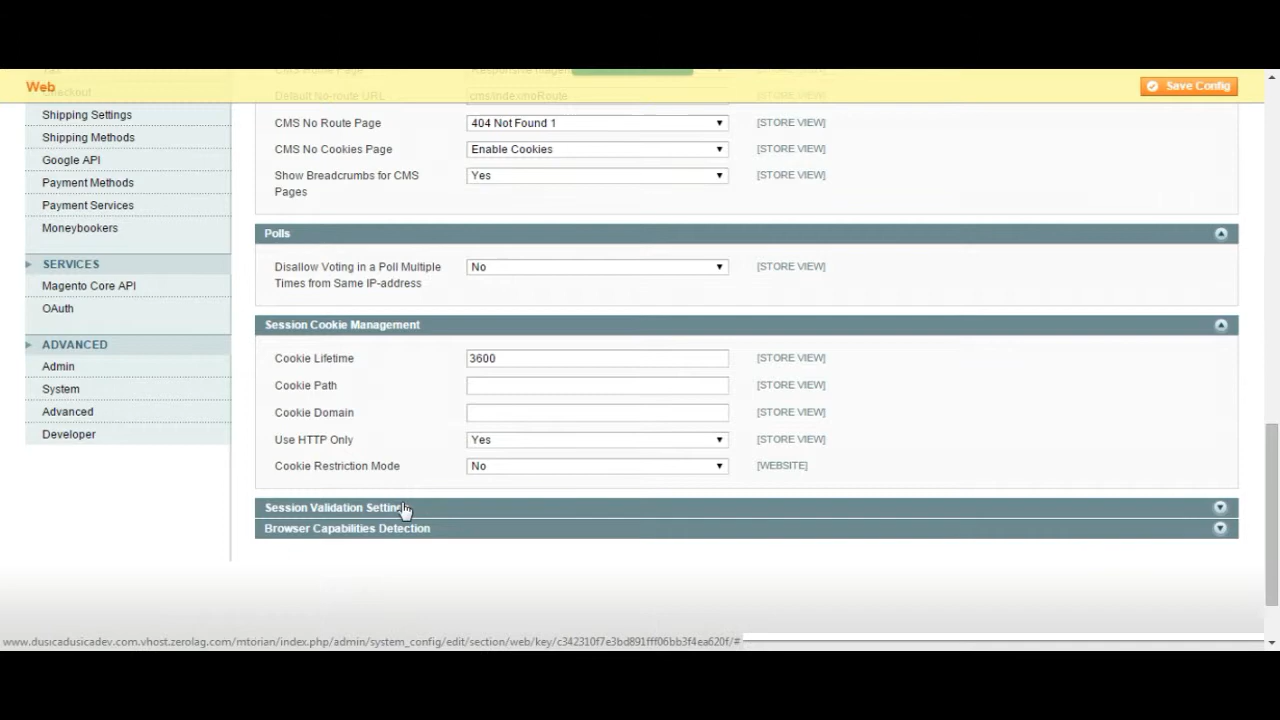 Web
Save Config
Checkout
CMS Home Page
Default No-route URL cms/index/noRoute [STORE VIEW]
Shipping Settings
CMS No Route Page 404 Not Found 1 [STORE VIEW]
Shipping Methods
CMS No Cookies Page Enable Cookies [STORE VIEW]
Google API
Show Breadcrumbs for CMS Yes [STORE VIEW]
Pages
Payment Methods
Payment Services
Moneybookers
Polls
SERVICES
Disallow Voting in a Poll Multiple No [STORE VIEW]
Times from Same IP-address
Magento Core API
OAuth
Session Cookie Management
ADVANCED
Cookie Lifetime 3600 [STORE VIEW]
Admin
Cookie Path [STORE VIEW]
System
Cookie Domain [STORE VIEW]
Advanced
Use HTTP Only Yes [STORE VIEW]
Developer
Cookie Restriction Mode No [WEBSITE]
Session Validation Settings
Browser Capabilities Detection
www.dusicadusicadev.com.vhost.zerolag.com/mtorian/index.php/admin/system_config/edit/section/web/key/c342310f7e3bd891fff06bb3f4ea620f/#